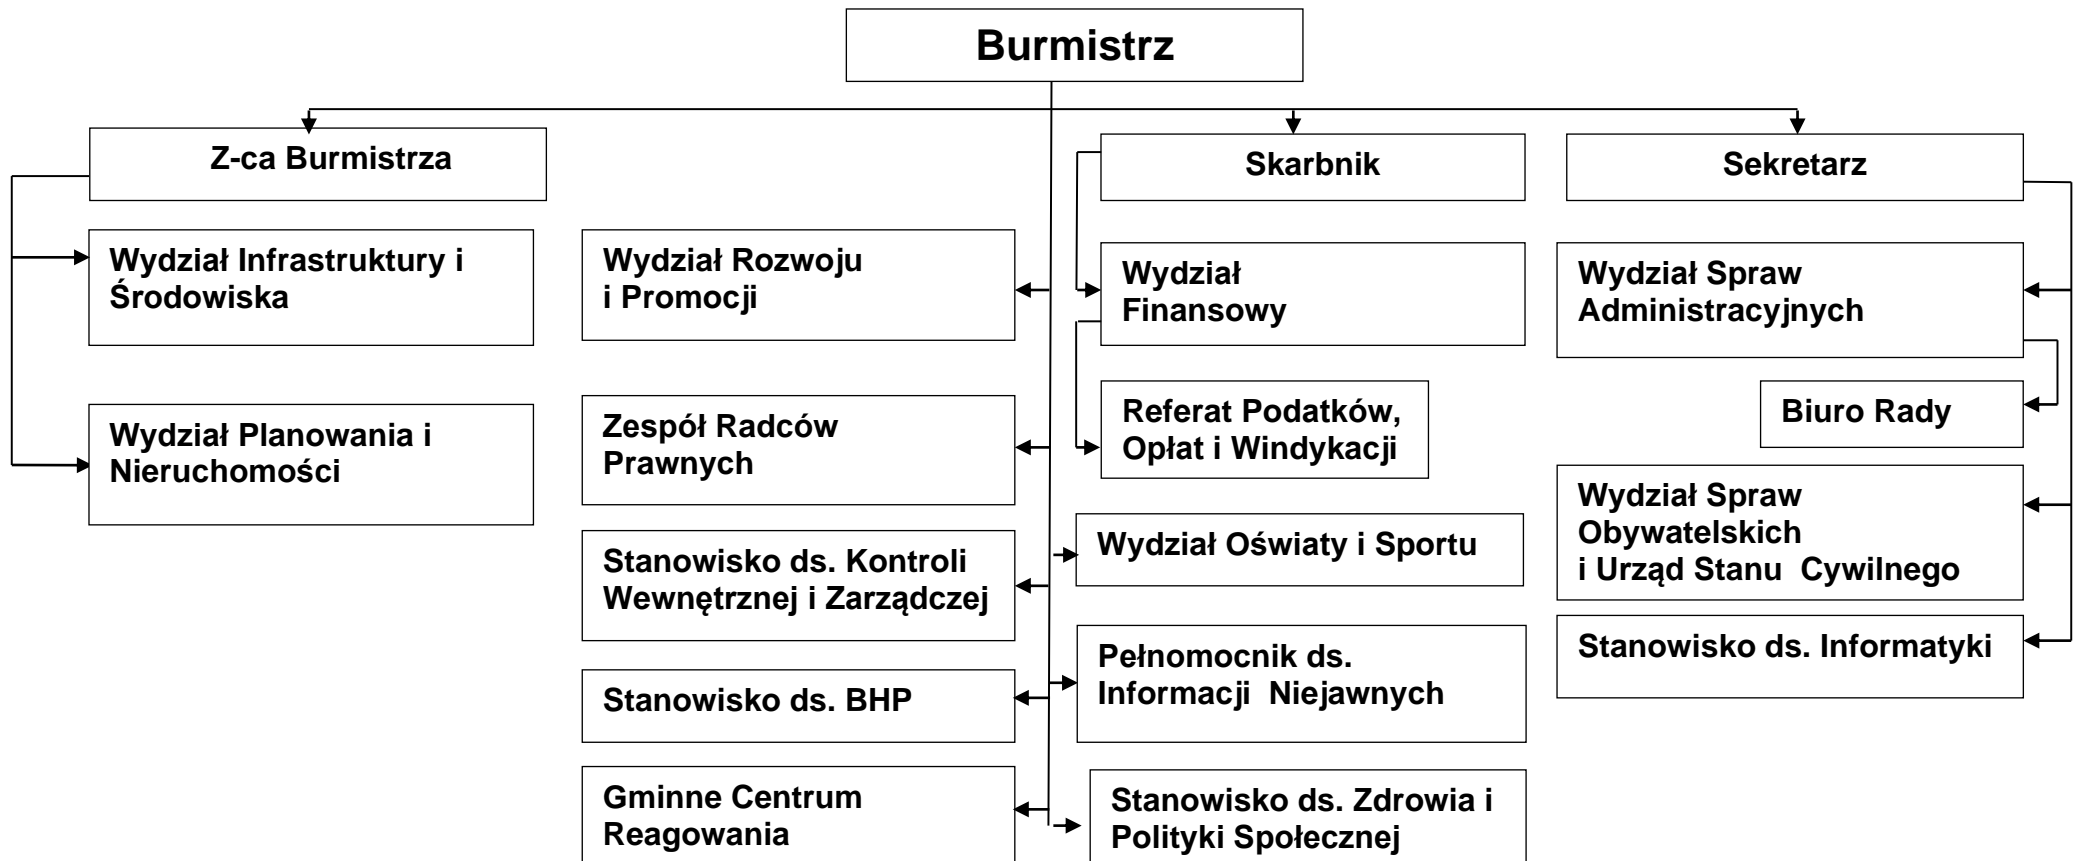 Burmistrz
Z-ca Burmistrza
Skarbnik
Sekretarz
Wydział Infrastruktury i
Środowiska
Wydział Rozwoju
i Promocji
Wydział
Finansowy
Wydział Spraw
Administracyjnych
Wydział Planowania i
Nieruchomości
Zespół Radców
Prawnych
Referat Podatków,
Opłat i Windykacji
Biuro Rady
Stanowisko ds. Kontroli
Wewnętrznej i Zarządczej
Wydział Oświaty i Sportu
Wydział Spraw
Obywatelskich
i Urząd Stanu  Cywilnego
Stanowisko ds. BHP
Pełnomocnik ds.
Informacji  Niejawnych
Stanowisko ds. Informatyki
Gminne Centrum
Reagowania
Stanowisko ds. Zdrowia i
Polityki Społecznej